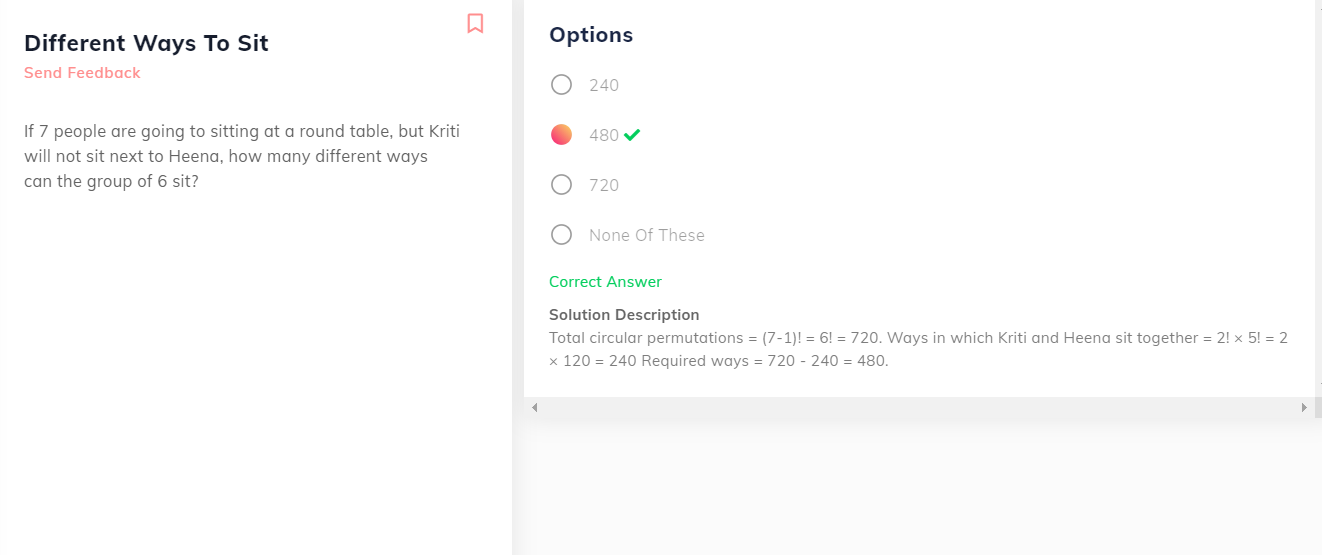 Different Ways To Sit
Send Feedback
If 7 people are going to sitting at a round table, but Kriti
will not sit next to Heena, how many different ways
can the group of 6 sit?
Options
240
480
720
None Of These
Correct Answer
Solution Description
Total circular permutations = (7-1)! = 6! = 720. Ways in which Kriti and Heena sit together = 2! × 5! = 2
× 120 = 240 Required ways = 720 - 240 = 480.